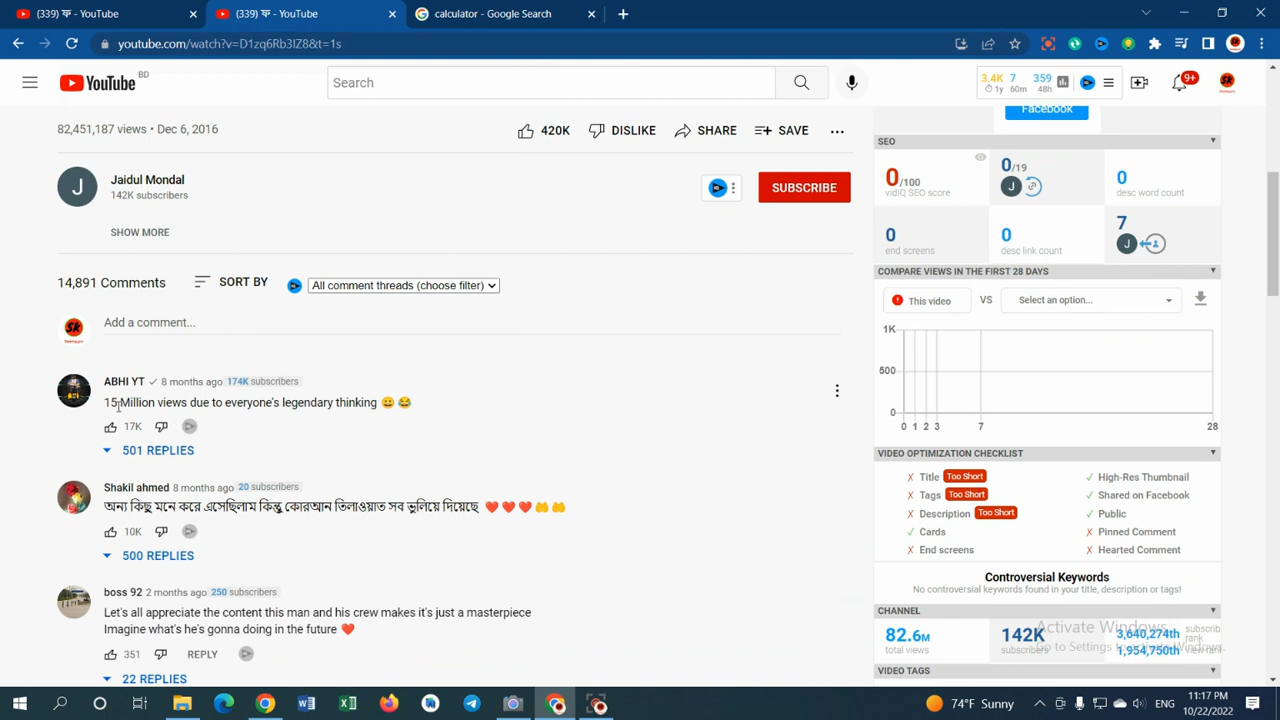 (339) ফ - YouTube
(339) ফ - YouTube
calculator - Google Search
youtube.com/watch?v=D1zq6Rb3IZ8&t=1s
YouTube BD
Search
3.4K 7 359
1y 60m 48h
9+
82,451,187 views • Dec 6, 2016
420K DISLIKE SHARE SAVE
J Jaidul Mondal
142K subscribers
SUBSCRIBE
SHOW MORE
14,891 Comments SORT BY All comment threads (choose filter)
SK Add a comment...
ABHI YT 8 months ago 174K subscribers
15 Million views due to everyone's legendary thinking 😀 😂
17K
501 REPLIES
Shakil ahmed 8 months ago 20 subscribers
অন্য কিছু মনে করে এসেছিলাম কিন্তু কোরআন তিলাওয়াত সব ভুলিয়ে দিয়েছে ❤️ ❤️ ❤️ 🤲 🤲
10K
500 REPLIES
boss 92 2 months ago 250 subscribers
Let's all appreciate the content this man and his crew makes it's just a masterpiece
Imagine what's he's gonna doing in the future ❤️
351 REPLY
22 REPLIES
Facebook
SEO
0/100
vidIQ SEO score
0/19
J
0
desc word count
0
end screens
0
desc link count
7
J
COMPARE VIEWS IN THE FIRST 28 DAYS
This video VS Select an option...
1K
500
0
0 1 2 3 7 28
VIDEO OPTIMIZATION CHECKLIST
✗ Title Too Short ✓ High-Res Thumbnail
✗ Tags Too Short ✓ Shared on Facebook
✗ Description Too Short ✓ Public
✓ Cards ✗ Pinned Comment
✗ End screens ✗ Hearted Comment
Controversial Keywords
No controversial keywords found in your title, description or tags!
CHANNEL
82.6M
total views
142K
subscribers
3,640,274th
rank
1,954,750th
Activate Windows
Go to Settings to activate Windows.
VIDEO TAGS
74°F Sunny
ENG
11:17 PM
10/22/2022